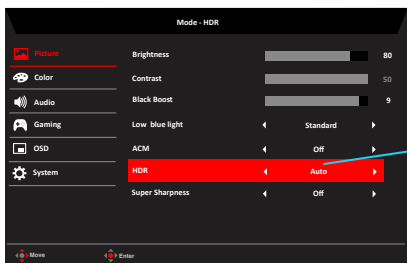 Mode - HDR
Picture
Color
Audio
Gaming
OSD
System
Brightness 80
Contrast 50
Black Boost 9
Low blue light Standard
ACM Off
HDR Auto
Super Sharpness Off
Move Enter